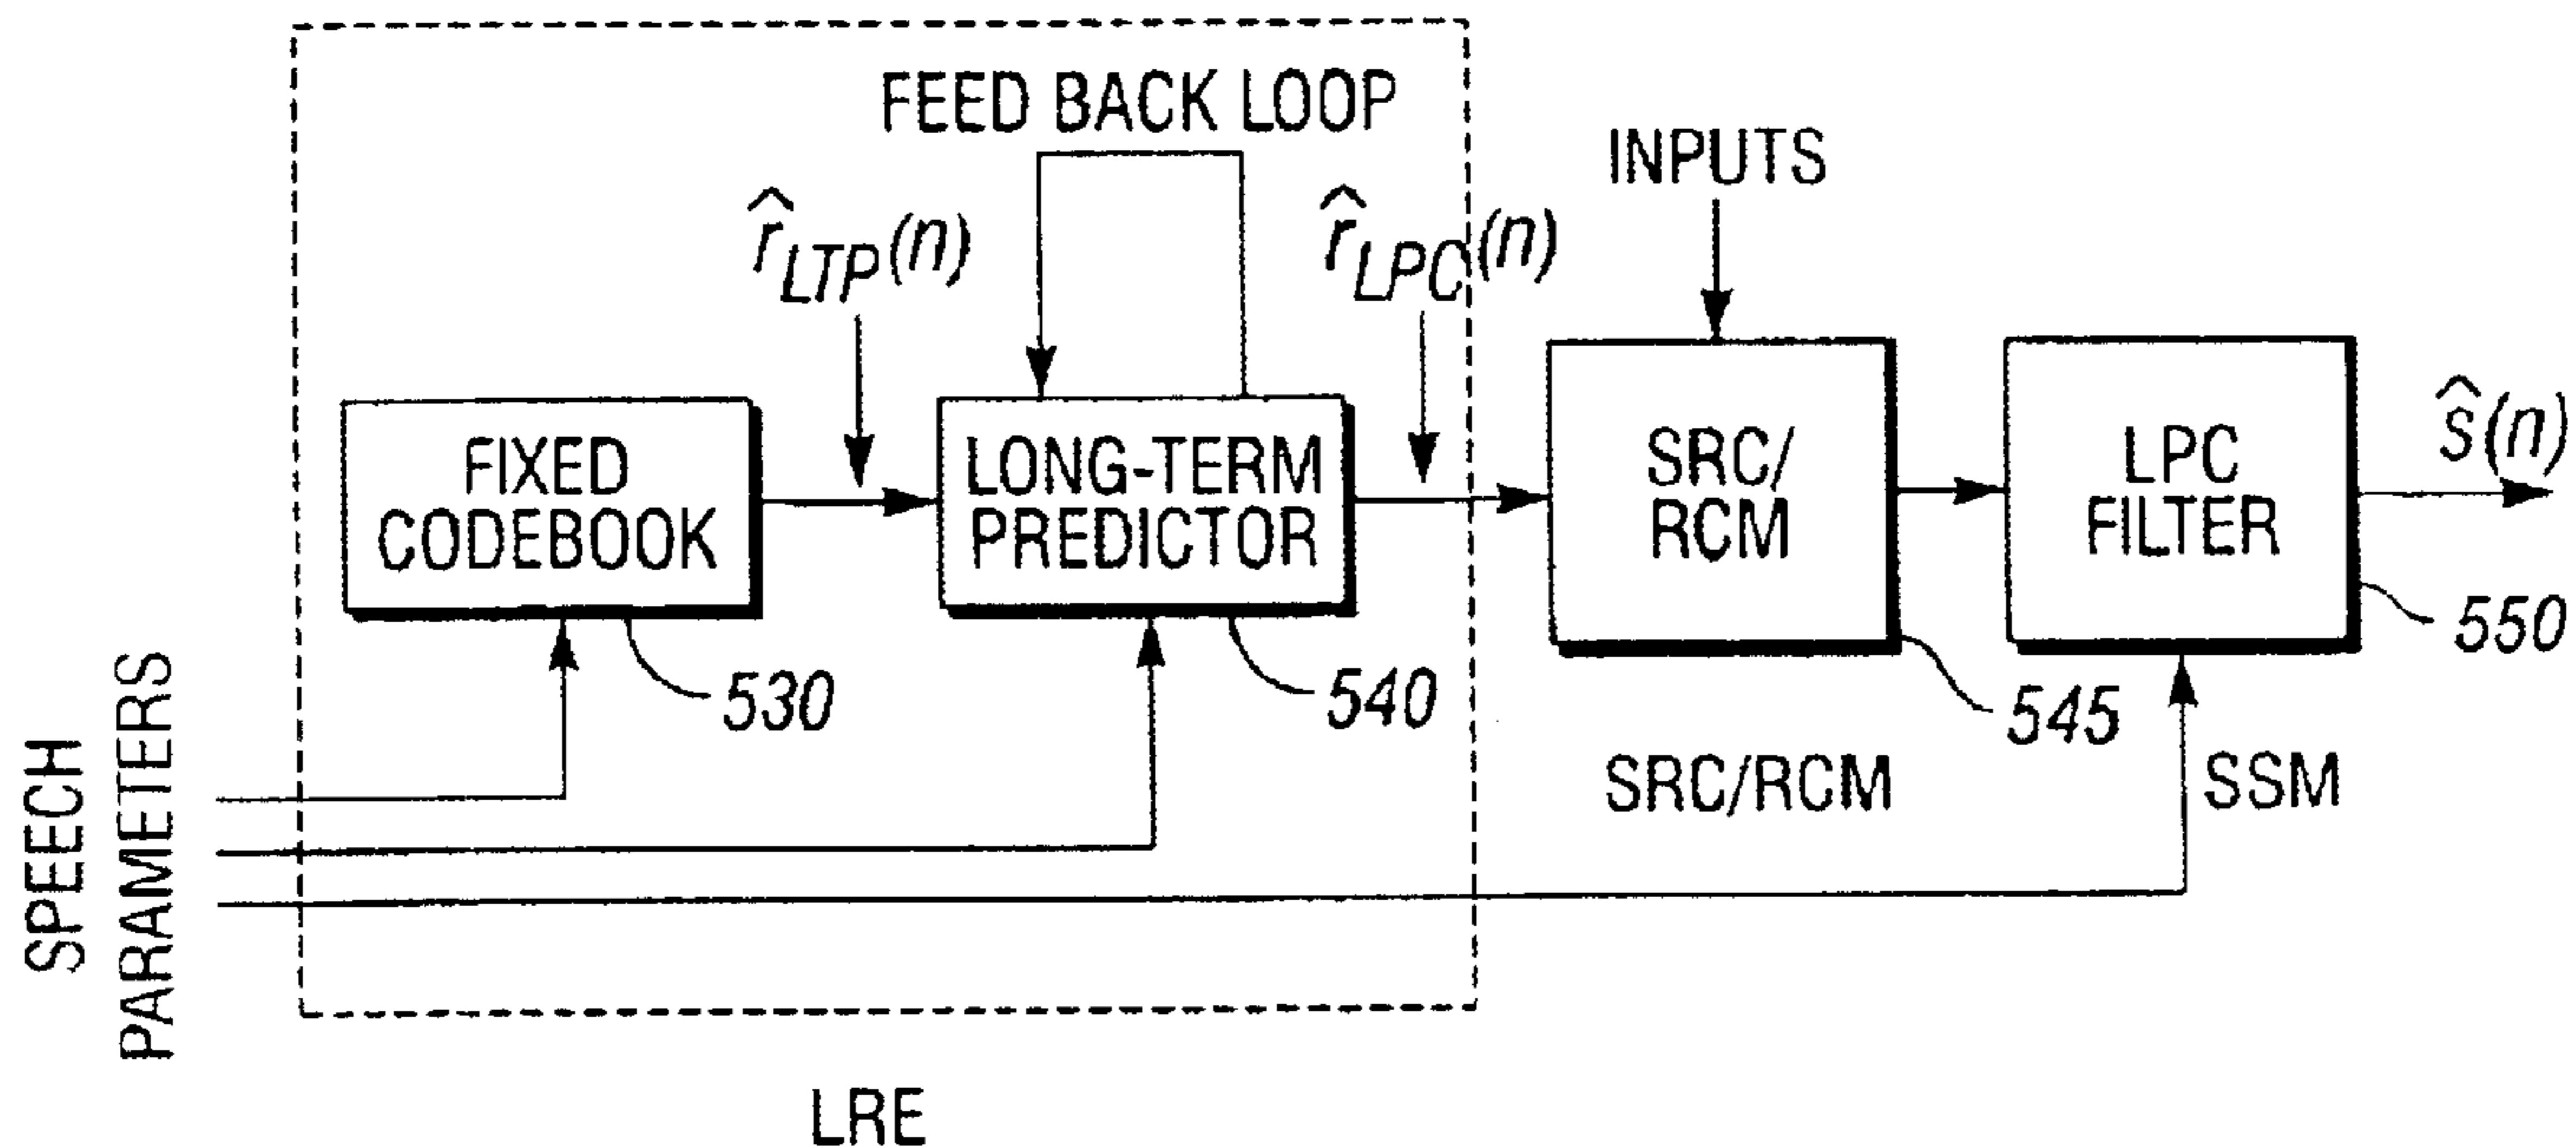 FEED BACK LOOP
INPUTS
r̂LTP(n)
r̂LPC(n)
FIXED
CODEBOOK
LONG-TERM
PREDICTOR
SRC/
RCM
LPC
FILTER
ŝ(n)
530
540
545
550
SRC/RCM
SSM
SPEECH
PARAMETERS
LRE